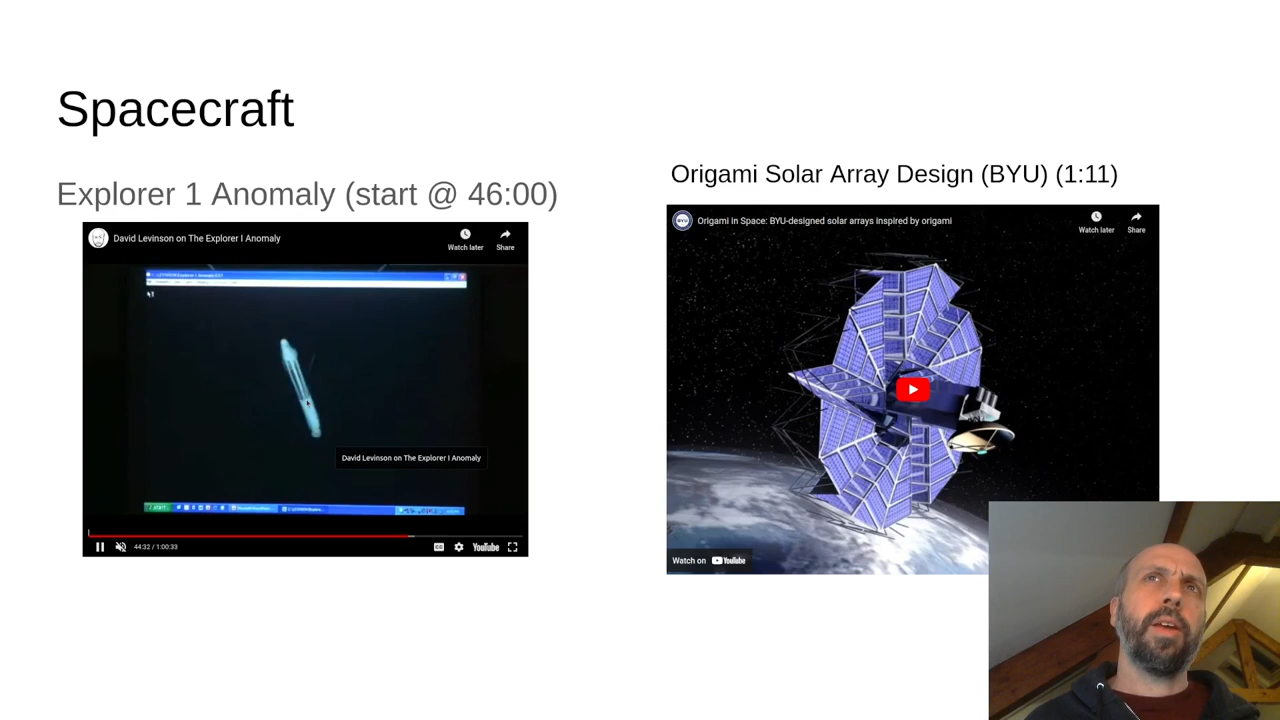 Spacecraft
Explorer 1 Anomaly (start @ 46:00)
David Levinson on The Explorer I Anomaly
Watch later
Share
David Levinson on The Explorer I Anomaly
44:32 / 1:00:33
CC
YouTube
Origami Solar Array Design (BYU) (1:11)
BYU
Origami in Space: BYU-designed solar arrays inspired by origami
Watch later
Share
Watch on YouTube